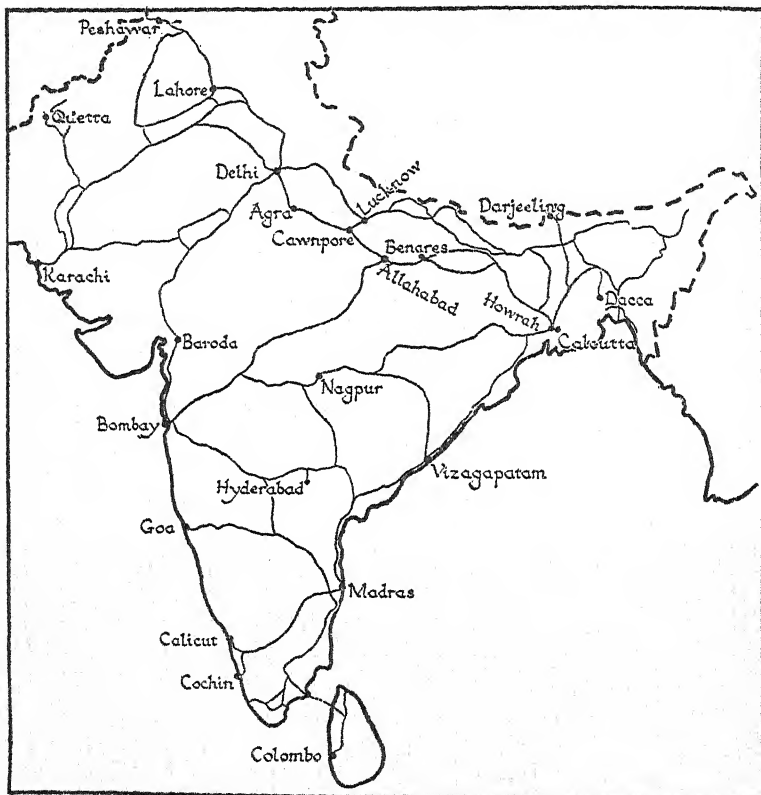 Peshawar
Lahore
Quetta
Delhi
Lucknow
Darjeeling
Agra
Cawnpore
Benares
Karachi
Allahabad
Howrah
Dacca
Baroda
Calcutta
Nagpur
Bombay
Vizagapatam
Hyderabad
Goa
Madras
Calicut
Cochin
Colombo